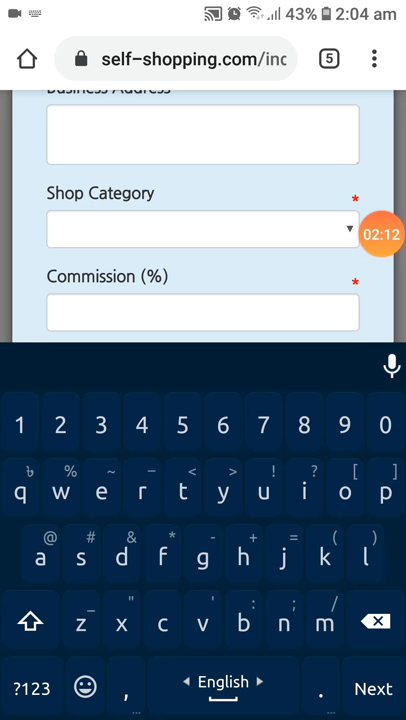 43% 2:04 am
self-shopping.com/inc
5
Business Address
Shop Category *
02:12
Commission (%) *
1 2 3 4 5 6 7 8 9 0
৳ % ~ – < > ! ? [ ]
q w e r t y u i o p
@ # & * - + = ( )
a s d f g h j k l
_ " ' : ; /
z x c v b n m
?123 , English . Next